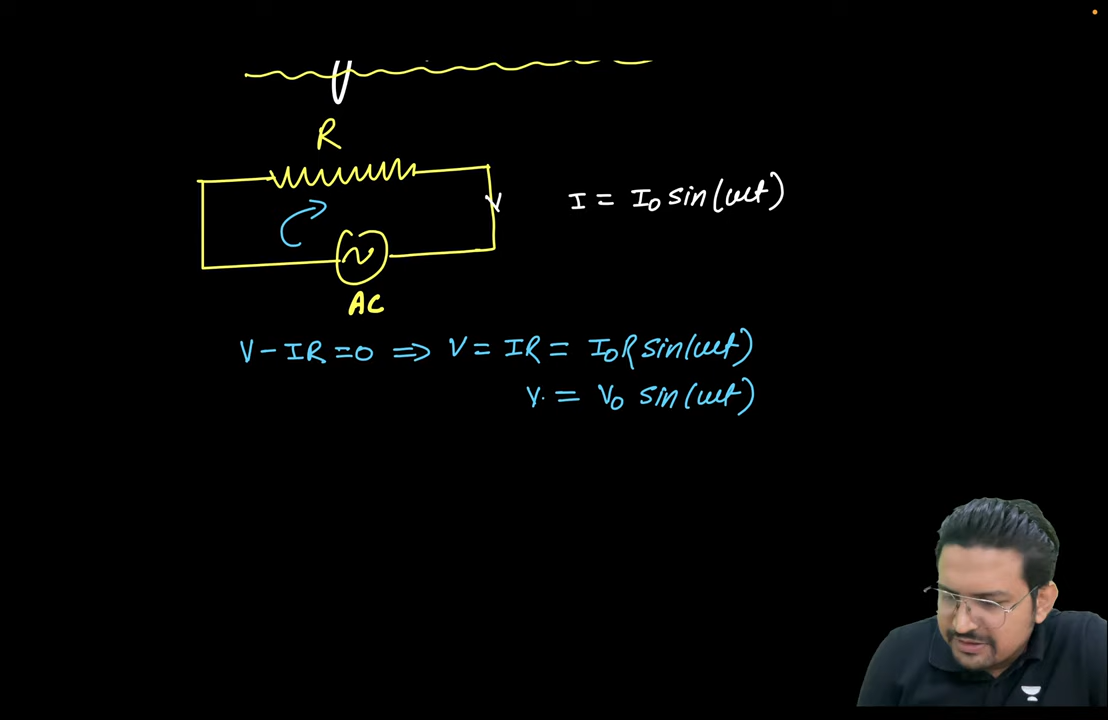 R
I = I₀ sin(ωt)
AC
V - IR = 0 ⇒ V = IR = I₀R sin(ωt)
V = V₀ sin(ωt)